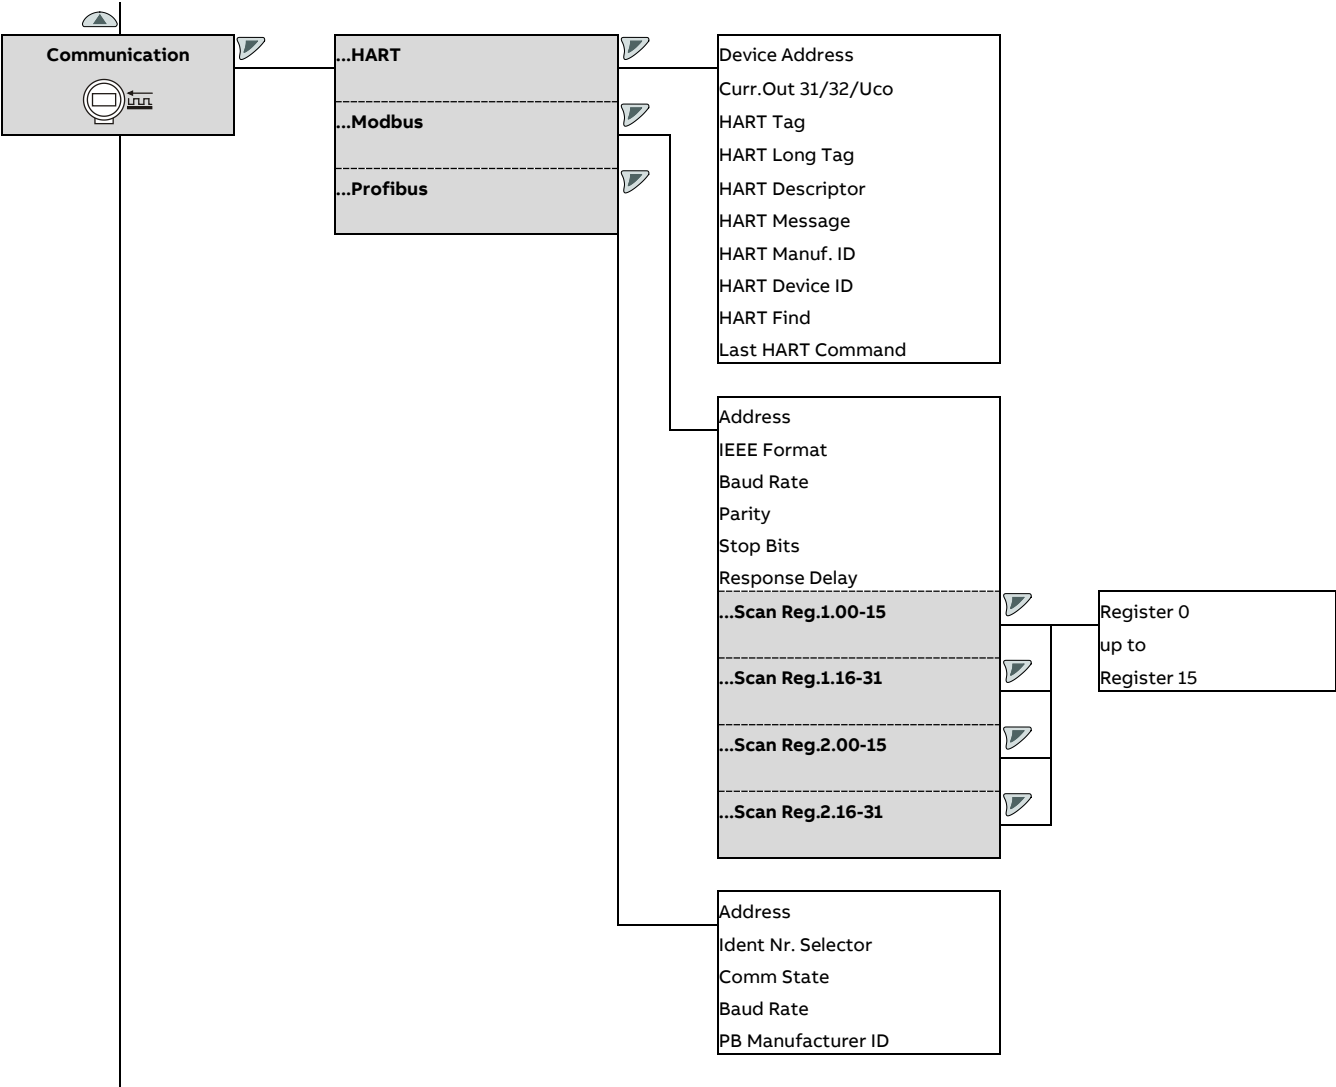 Communication
...HART
...Modbus
...Profibus
Device Address
Curr.Out 31/32/Uco
HART Tag
HART Long Tag
HART Descriptor
HART Message
HART Manuf. ID
HART Device ID
HART Find
Last HART Command
Address
IEEE Format
Baud Rate
Parity
Stop Bits
Response Delay
...Scan Reg.1.00-15
...Scan Reg.1.16-31
...Scan Reg.2.00-15
...Scan Reg.2.16-31
Register 0
up to
Register 15
Address
Ident Nr. Selector
Comm State
Baud Rate
PB Manufacturer ID